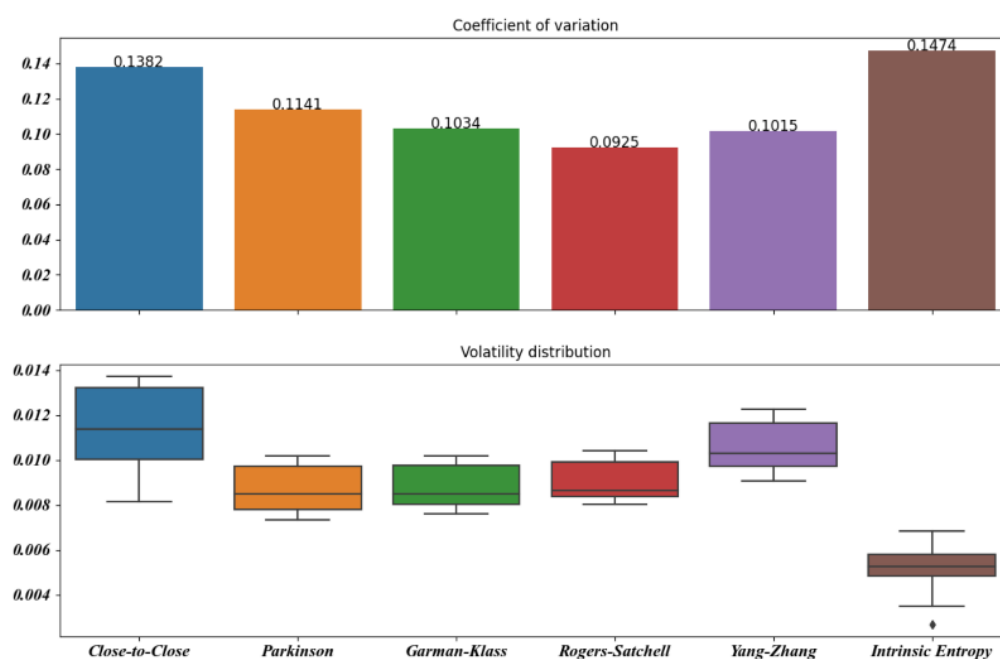 Coefficient of variation
0.14
0.12
0.10
0.08
0.06
0.04
0.02
0.00
0.1382
0.1141
0.1034
0.0925
0.1015
0.1474
Volatility distribution
0.014
0.012
0.010
0.008
0.006
0.004
Close-to-Close
Parkinson
Garman-Klass
Rogers-Satchell
Yang-Zhang
Intrinsic Entropy